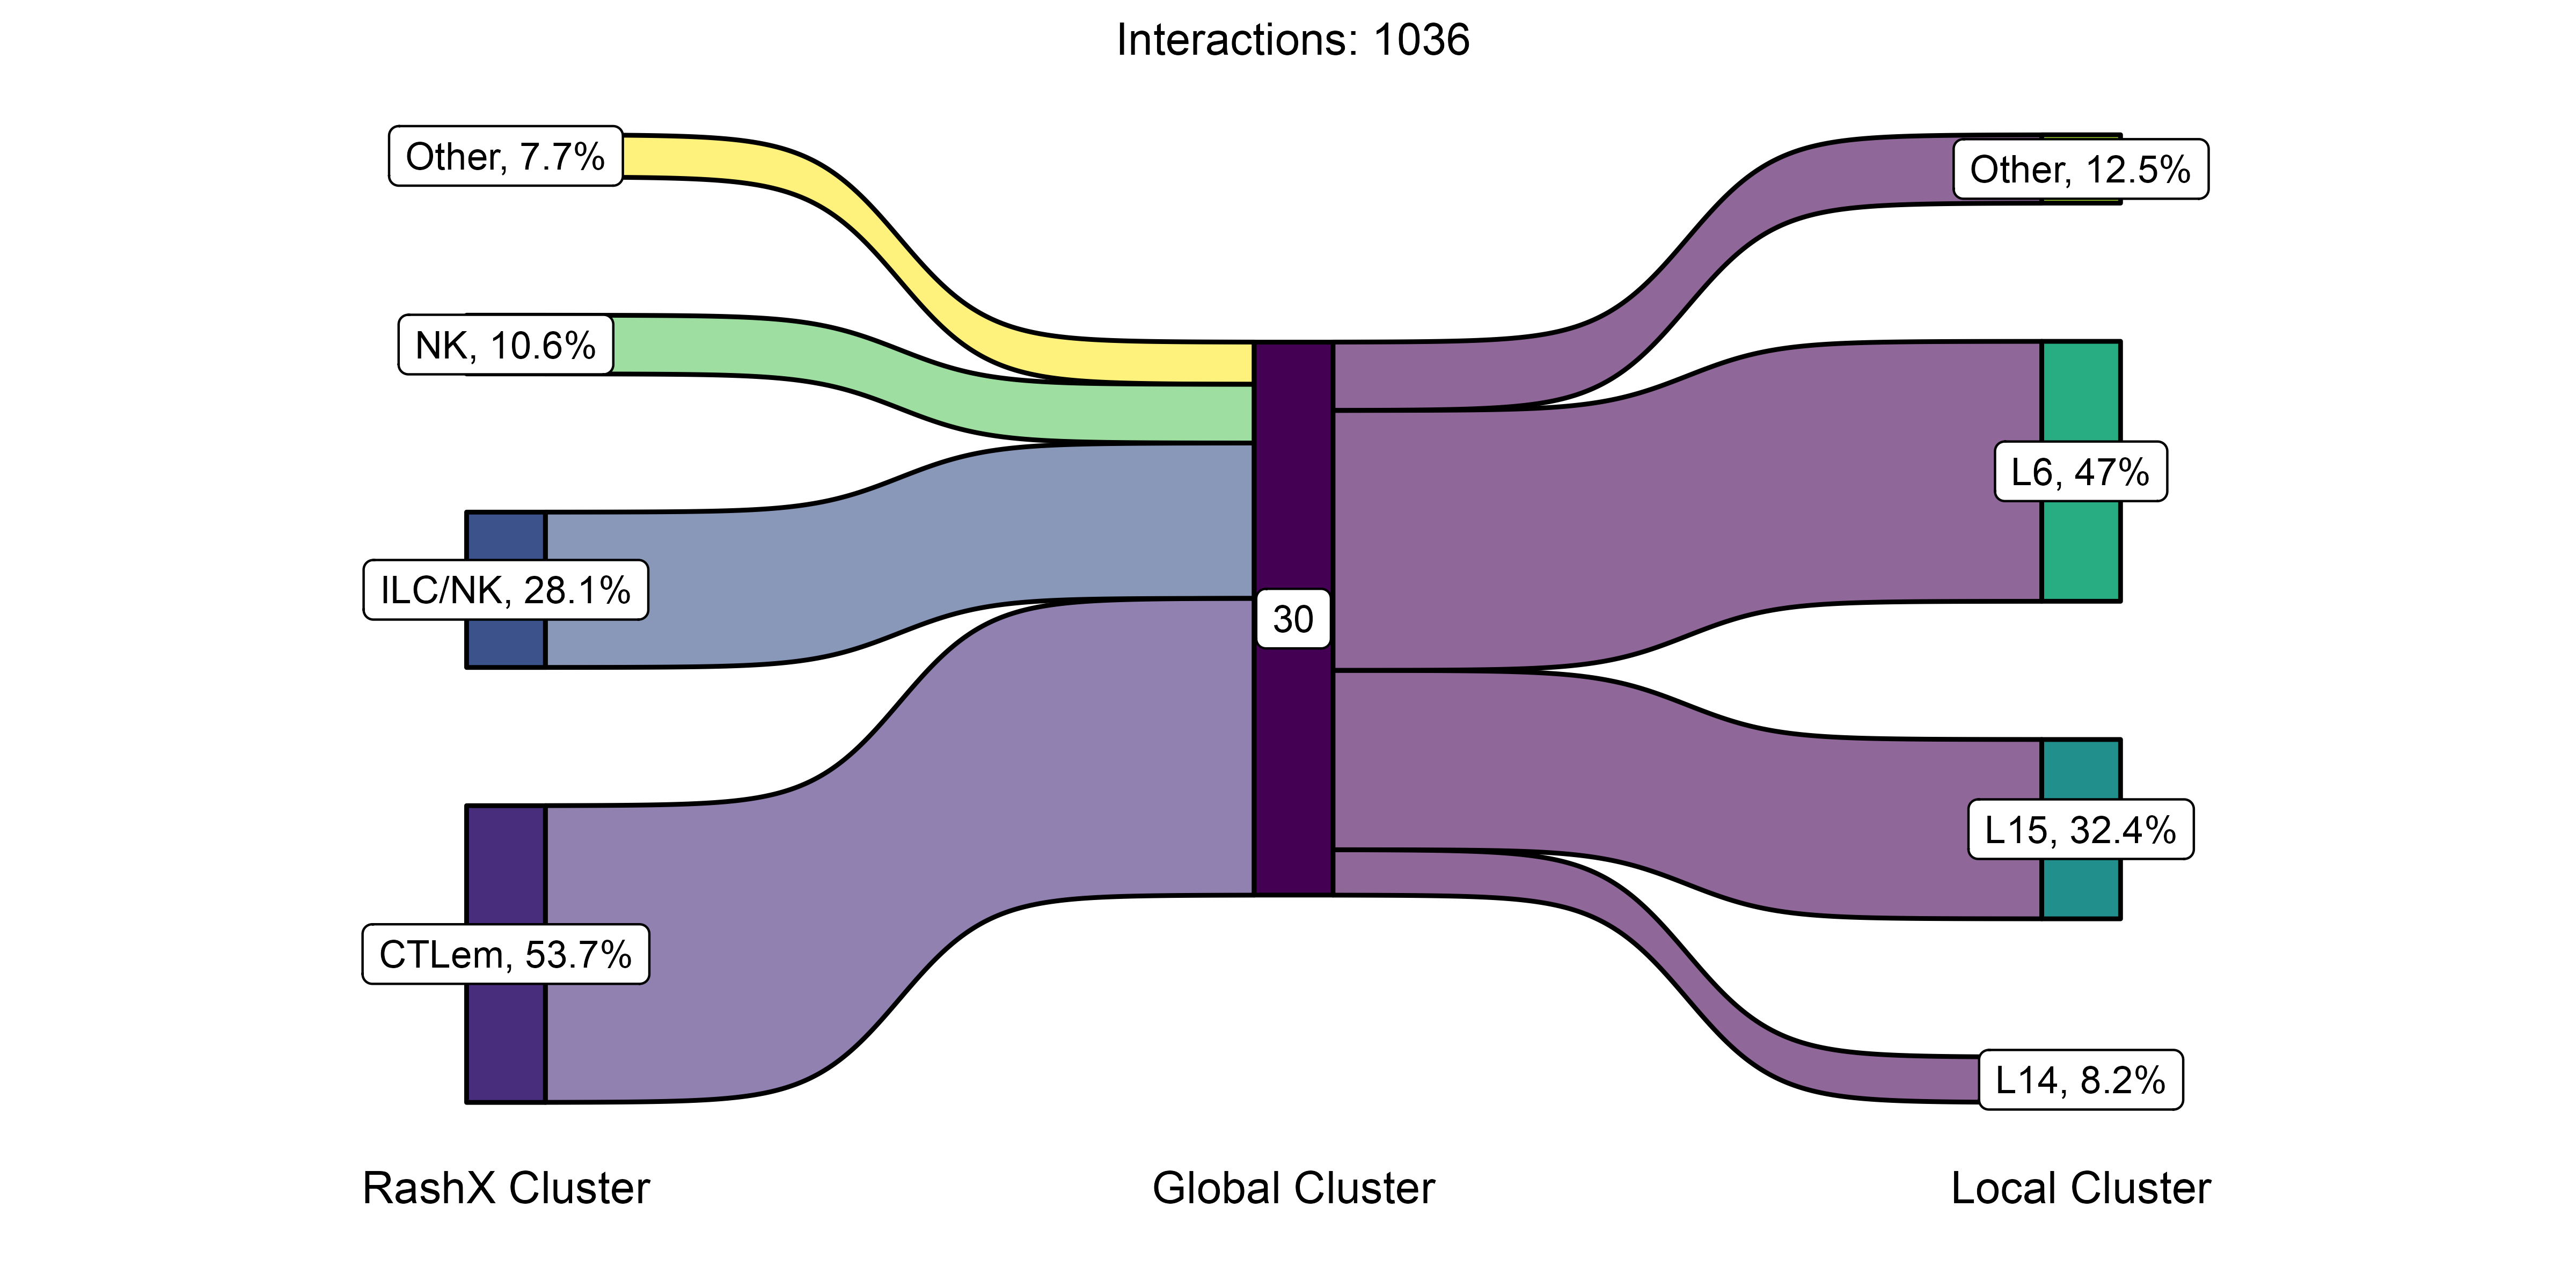 Interactions: 1036
Other, 7.7%
NK, 10.6%
ILC/NK, 28.1%
CTLem, 53.7%
30
Other, 12.5%
L6, 47%
L15, 32.4%
L14, 8.2%
RashX Cluster
Global Cluster
Local Cluster